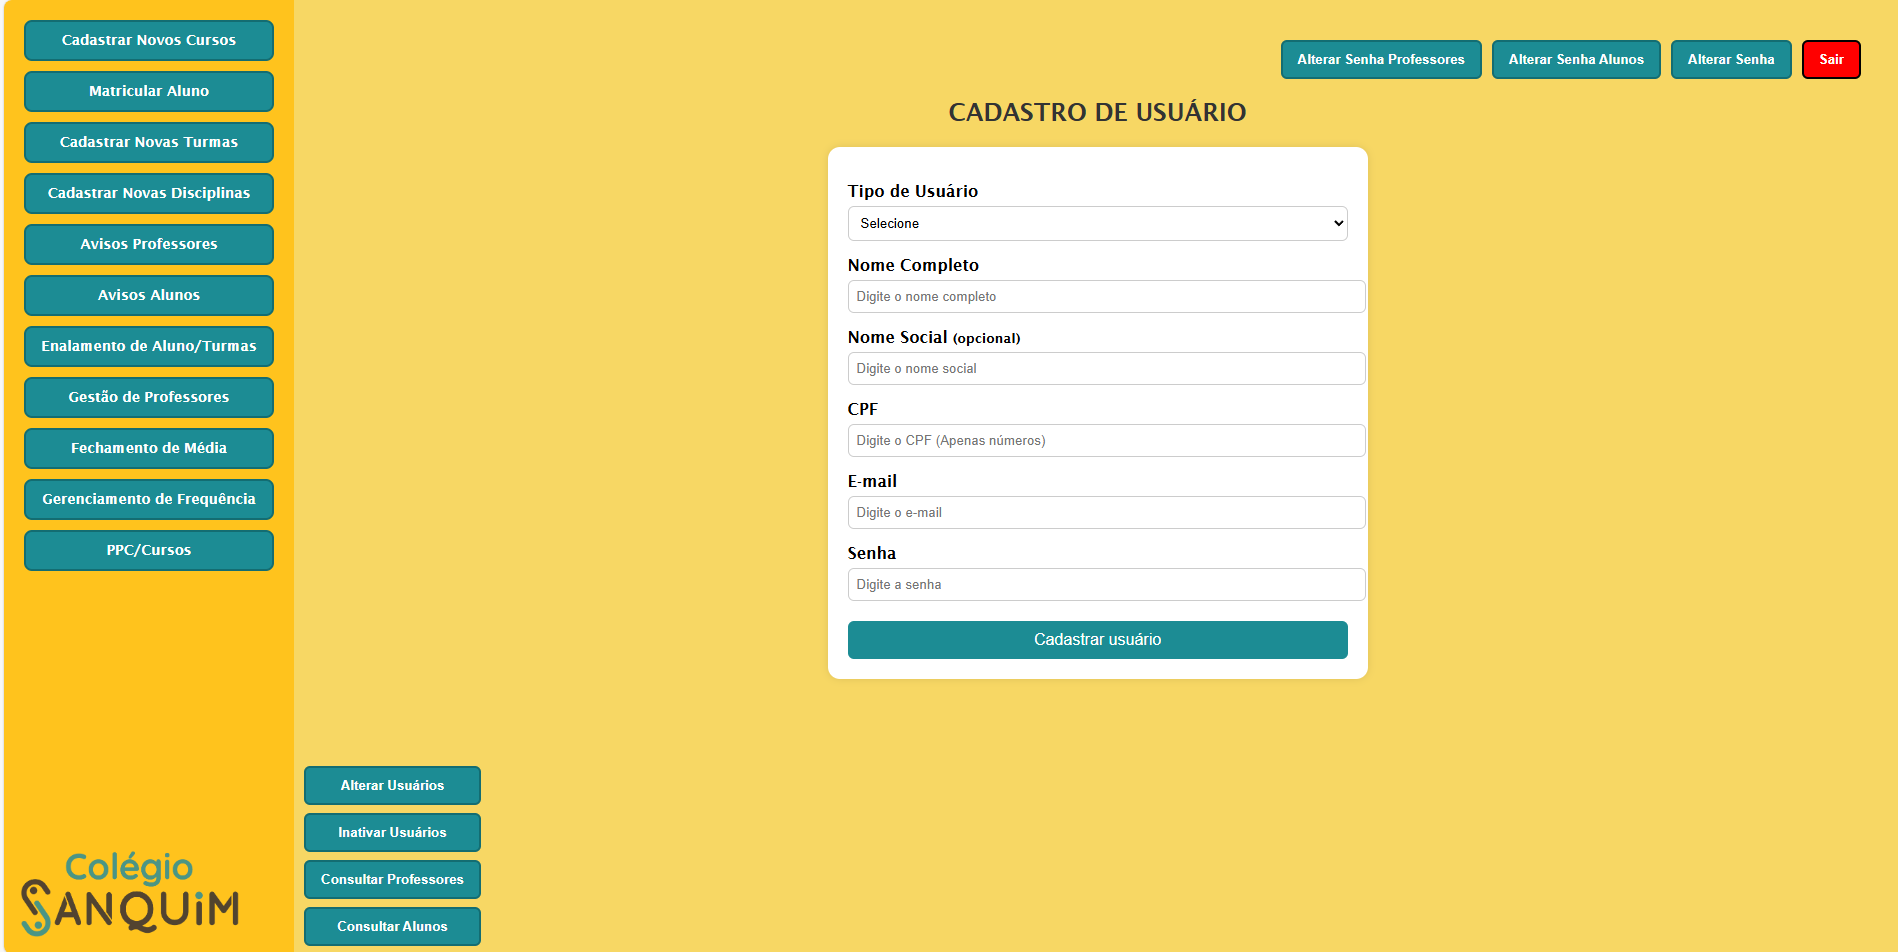 Cadastrar Novos Cursos
Matricular Aluno
Cadastrar Novas Turmas
Cadastrar Novas Disciplinas
Avisos Professores
Avisos Alunos
Enalamento de Aluno/Turmas
Gestão de Professores
Fechamento de Média
Gerenciamento de Frequência
PPC/Cursos
Colégio
SANQUiM
Alterar Senha Professores
Alterar Senha Alunos
Alterar Senha
Sair
CADASTRO DE USUÁRIO
Tipo de Usuário
Selecione
Nome Completo
Digite o nome completo
Nome Social (opcional)
Digite o nome social
CPF
Digite o CPF (Apenas números)
E-mail
Digite o e-mail
Senha
Digite a senha
Cadastrar usuário
Alterar Usuários
Inativar Usuários
Consultar Professores
Consultar Alunos